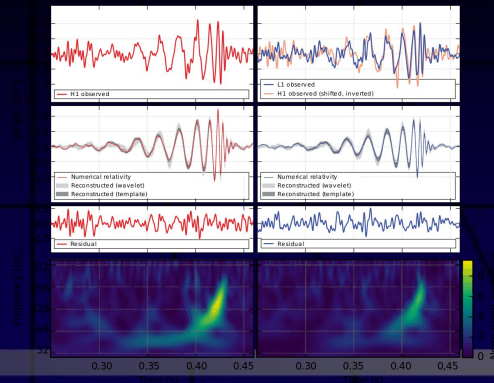 H1 observed
L1 observed
H1 observed (shifted, inverted)
Numerical relativity
Reconstructed (wavelet)
Reconstructed (template)
Numerical relativity
Reconstructed (wavelet)
Reconstructed (template)
Residual
Residual
32
0.30 0.35 0.40 0.45 0.30 0.35 0.40 0.45
0